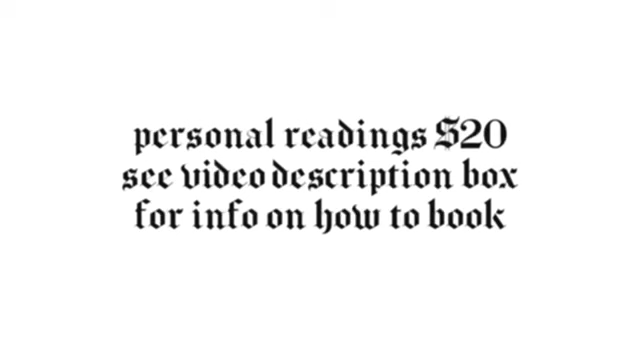 personal readings $20
see video description box
for info on how to book